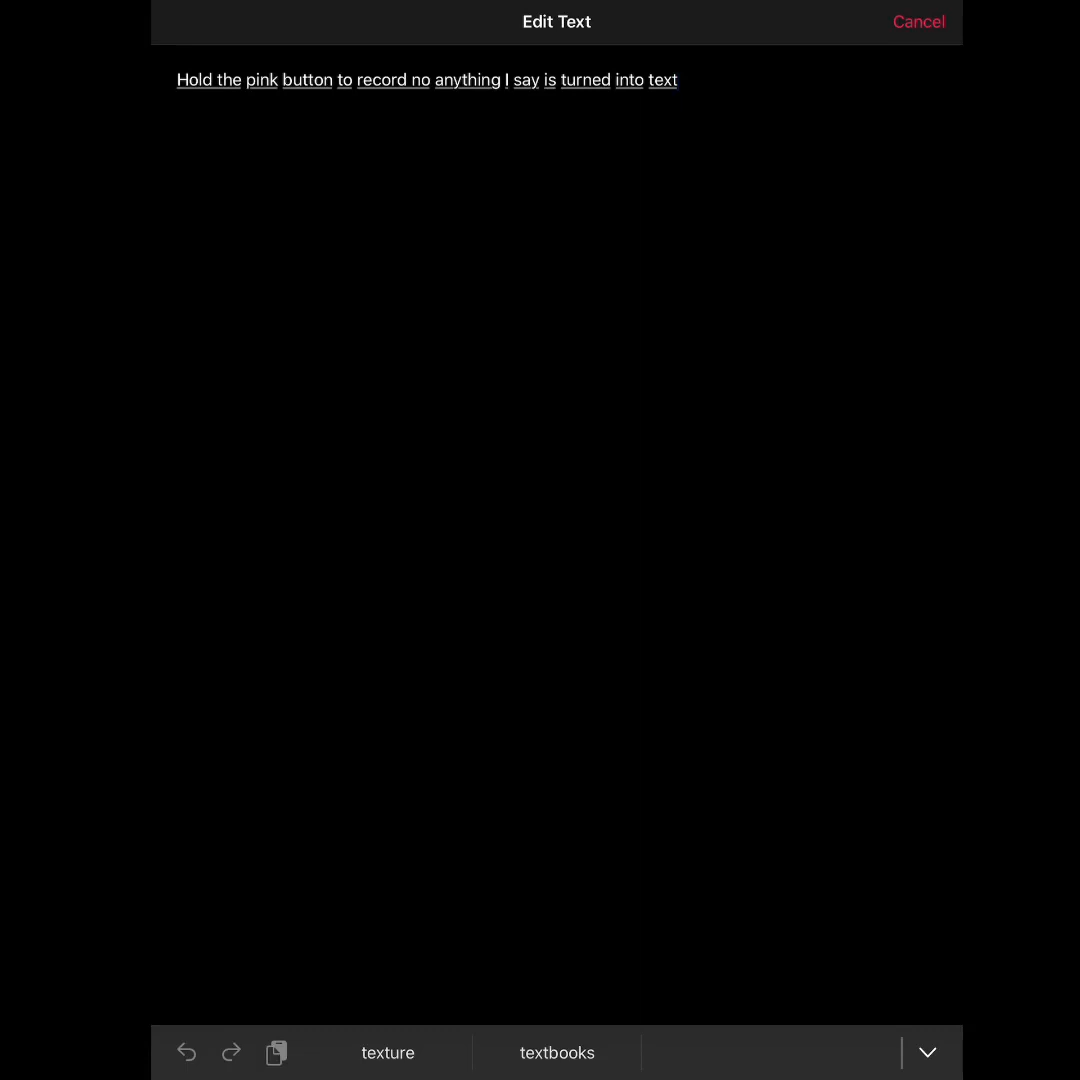 Edit Text
Cancel
Hold the pink button to record no anything I say is turned into text
texture
textbooks